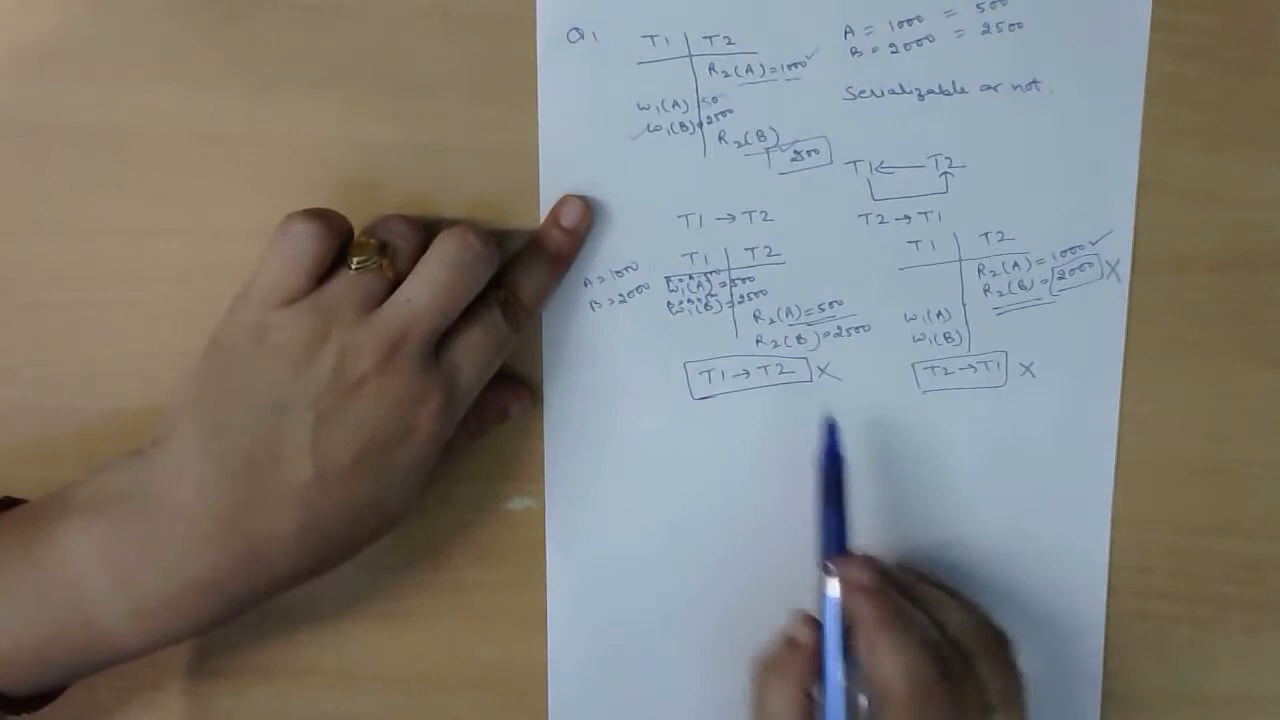 Q1
T1 | T2
R2(A)=1000
W1(A) 50
W1(B)=2500
R2(B)
2500
A = 1000 = 500
B = 2000 = 2500
Serializable or not.
T1 ← T2
T1 → T2
A=1000
B=2000
T1 | T2
W1(A)=500
W1(B)=2500
R2(A)=500
R2(B)=2500
T1 → T2 X
T2 → T1
T1 | T2
R2(A)=1000 ✓
R2(B)=2000 X
W1(A)
W1(B)
T2 → T1 X